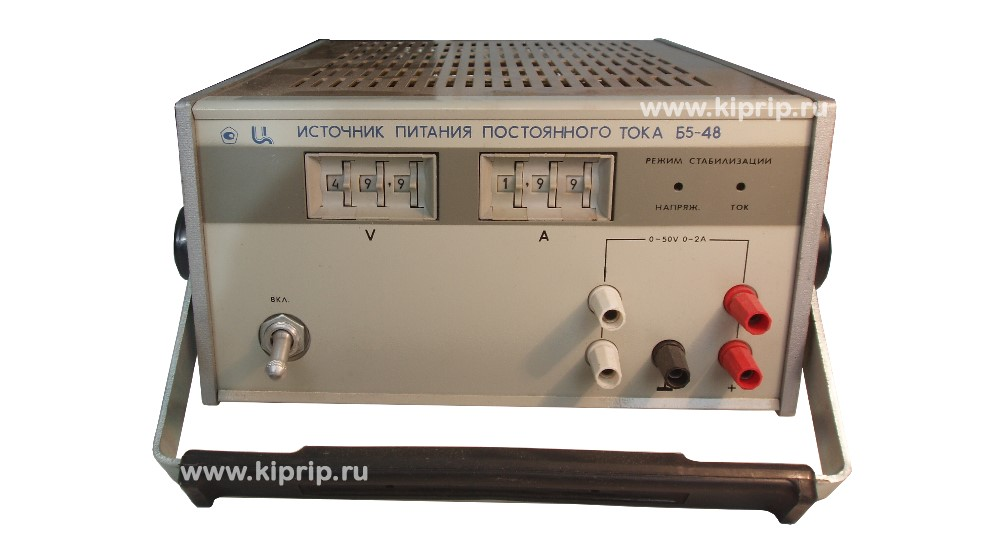 www.kiprip.ru
ИСТОЧНИК ПИТАНИЯ ПОСТОЯННОГО ТОКА Б5-48
РЕЖИМ СТАБИЛИЗАЦИИ
4 9.9
1.9 9
НАПРЯЖ. ТОК
V A
0-50V 0-2A
ВКЛ.
+
www.kiprip.ru